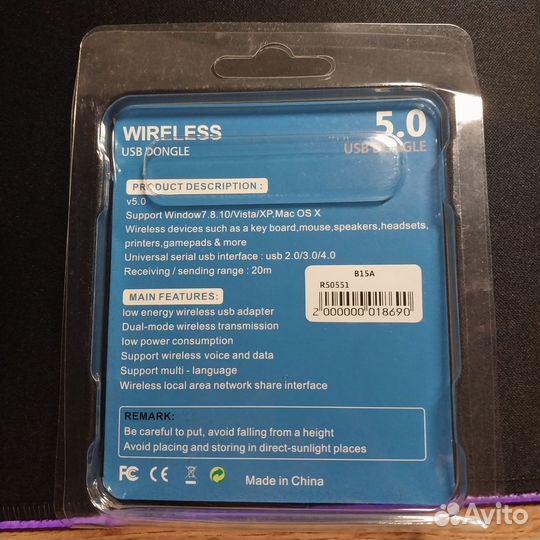 WIRELESS
USB DONGLE
5.0
USB DONGLE
PRODUCT DESCRIPTION :
v5.0
Support Window7.8.10/Vista/XP,Mac OS X
Wireless devices such as a key board,mouse,speakers,headsets,
printers,gamepads & more
Universal serial usb interface : usb 2.0/3.0/4.0
Receiving / sending range : 20m
B15A
R50551
2 000000 018690
MAIN FEATURES:
low energy wireless usb adapter
Dual-mode wireless transmission
low power consumption
Support wireless voice and data
Support multi - language
Wireless local area network share interface
REMARK:
Be careful to put, avoid falling from a height
Avoid placing and storing in direct-sunlight places
FC CE Made in China
Avito